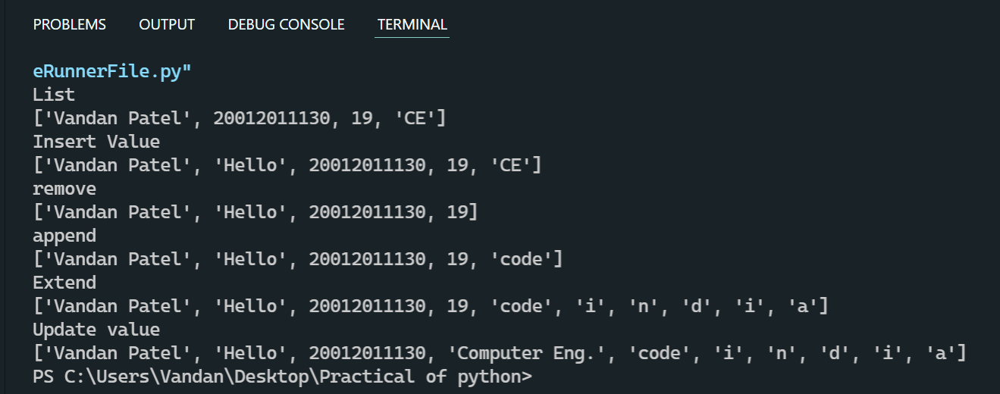 PROBLEMS OUTPUT DEBUG CONSOLE TERMINAL
eRunnerFile.py"
List
['Vandan Patel', 20012011130, 19, 'CE']
Insert Value
['Vandan Patel', 'Hello', 20012011130, 19, 'CE']
remove
['Vandan Patel', 'Hello', 20012011130, 19]
append
['Vandan Patel', 'Hello', 20012011130, 19, 'code']
Extend
['Vandan Patel', 'Hello', 20012011130, 19, 'code', 'i', 'n', 'd', 'i', 'a']
Update value
['Vandan Patel', 'Hello', 20012011130, 'Computer Eng.', 'code', 'i', 'n', 'd', 'i', 'a']
PS C:\Users\Vandan\Desktop\Practical of python>